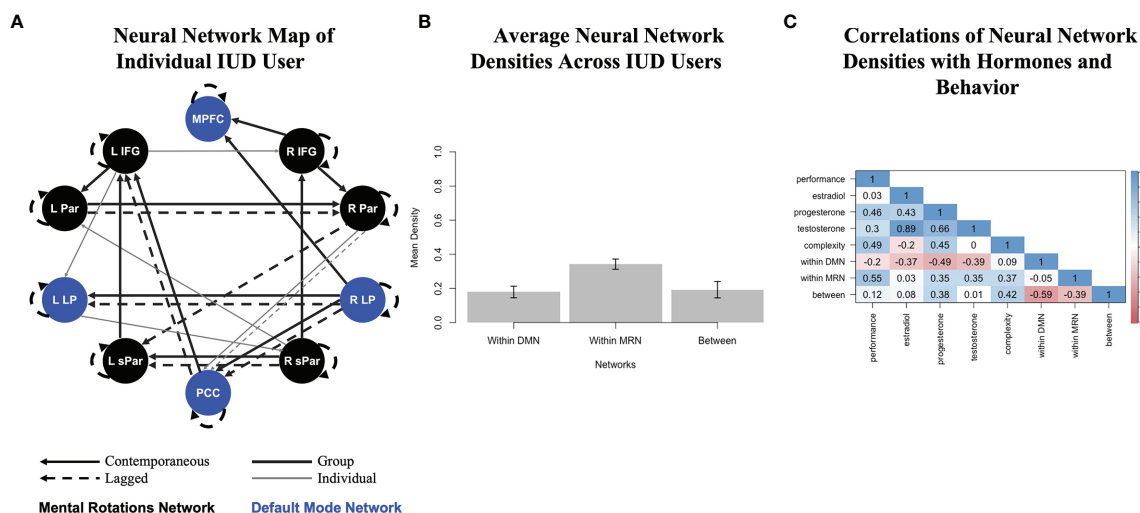 A
Neural Network Map of
Individual IUD User
MPFC
L IFG
R IFG
L Par
R Par
L LP
R LP
L sPar
R sPar
PCC
Contemporaneous
Group
Lagged
Individual
Mental Rotations Network
Default Mode Network
B
Average Neural Network
Densities Across IUD Users
Mean Density
1.0
0.8
0.6
0.4
0.2
0.0
Within DMN
Within MRN
Between
Networks
C
Correlations of Neural Network
Densities with Hormones and
Behavior
performance 1
estradiol 0.03 1
progesterone 0.46 0.43 1
testosterone 0.3 0.89 0.66 1
complexity 0.49 -0.2 0.45 0 1
within DMN -0.2 -0.37 -0.49 -0.39 0.09 1
within MRN 0.55 0.03 0.35 0.35 0.37 -0.05 1
between 0.12 0.08 0.38 0.01 0.42 -0.59 -0.39 1
performance
estradiol
progesterone
testosterone
complexity
within DMN
within MRN
between